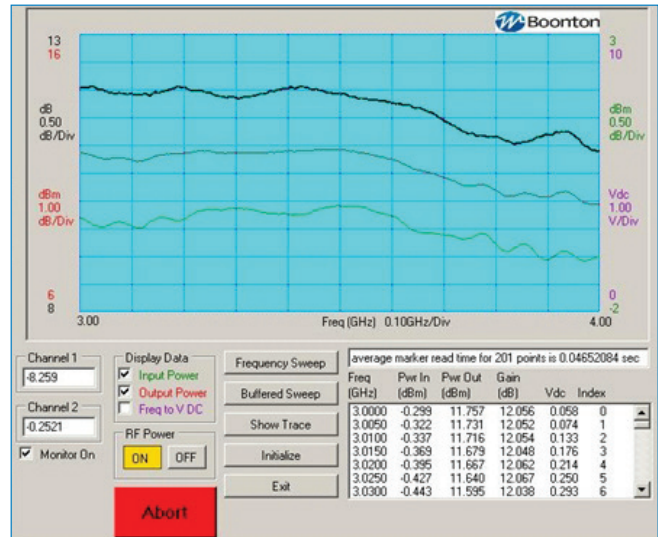 Boonton
13
16
dB
0.50
dB/Div
dBm
1.00
dB/Div
6
8
3
10
dBm
0.50
dB/Div
Vdc
1.00
V/Div
0
-2
3.00
Freq (GHz) 0.10GHz/Div
4.00
Channel 1
-8.259
Channel 2
-0.2521
Monitor On
Display Data
Input Power
Output Power
Freq to V DC
RF Power
ON
OFF
Abort
Frequency Sweep
Buffered Sweep
Show Trace
Initialize
Exit
average marker read time for 201 points is 0.04652084 sec
Freq Pwr In Pwr Out Gain
(GHz) (dBm) (dBm) (dB) Vdc Index
3.0000 -0.299 11.757 12.056 0.058 0
3.0050 -0.322 11.731 12.052 0.074 1
3.0100 -0.337 11.716 12.054 0.133 2
3.0150 -0.369 11.679 12.048 0.176 3
3.0200 -0.395 11.667 12.062 0.214 4
3.0250 -0.427 11.640 12.067 0.250 5
3.0300 -0.443 11.595 12.038 0.293 6